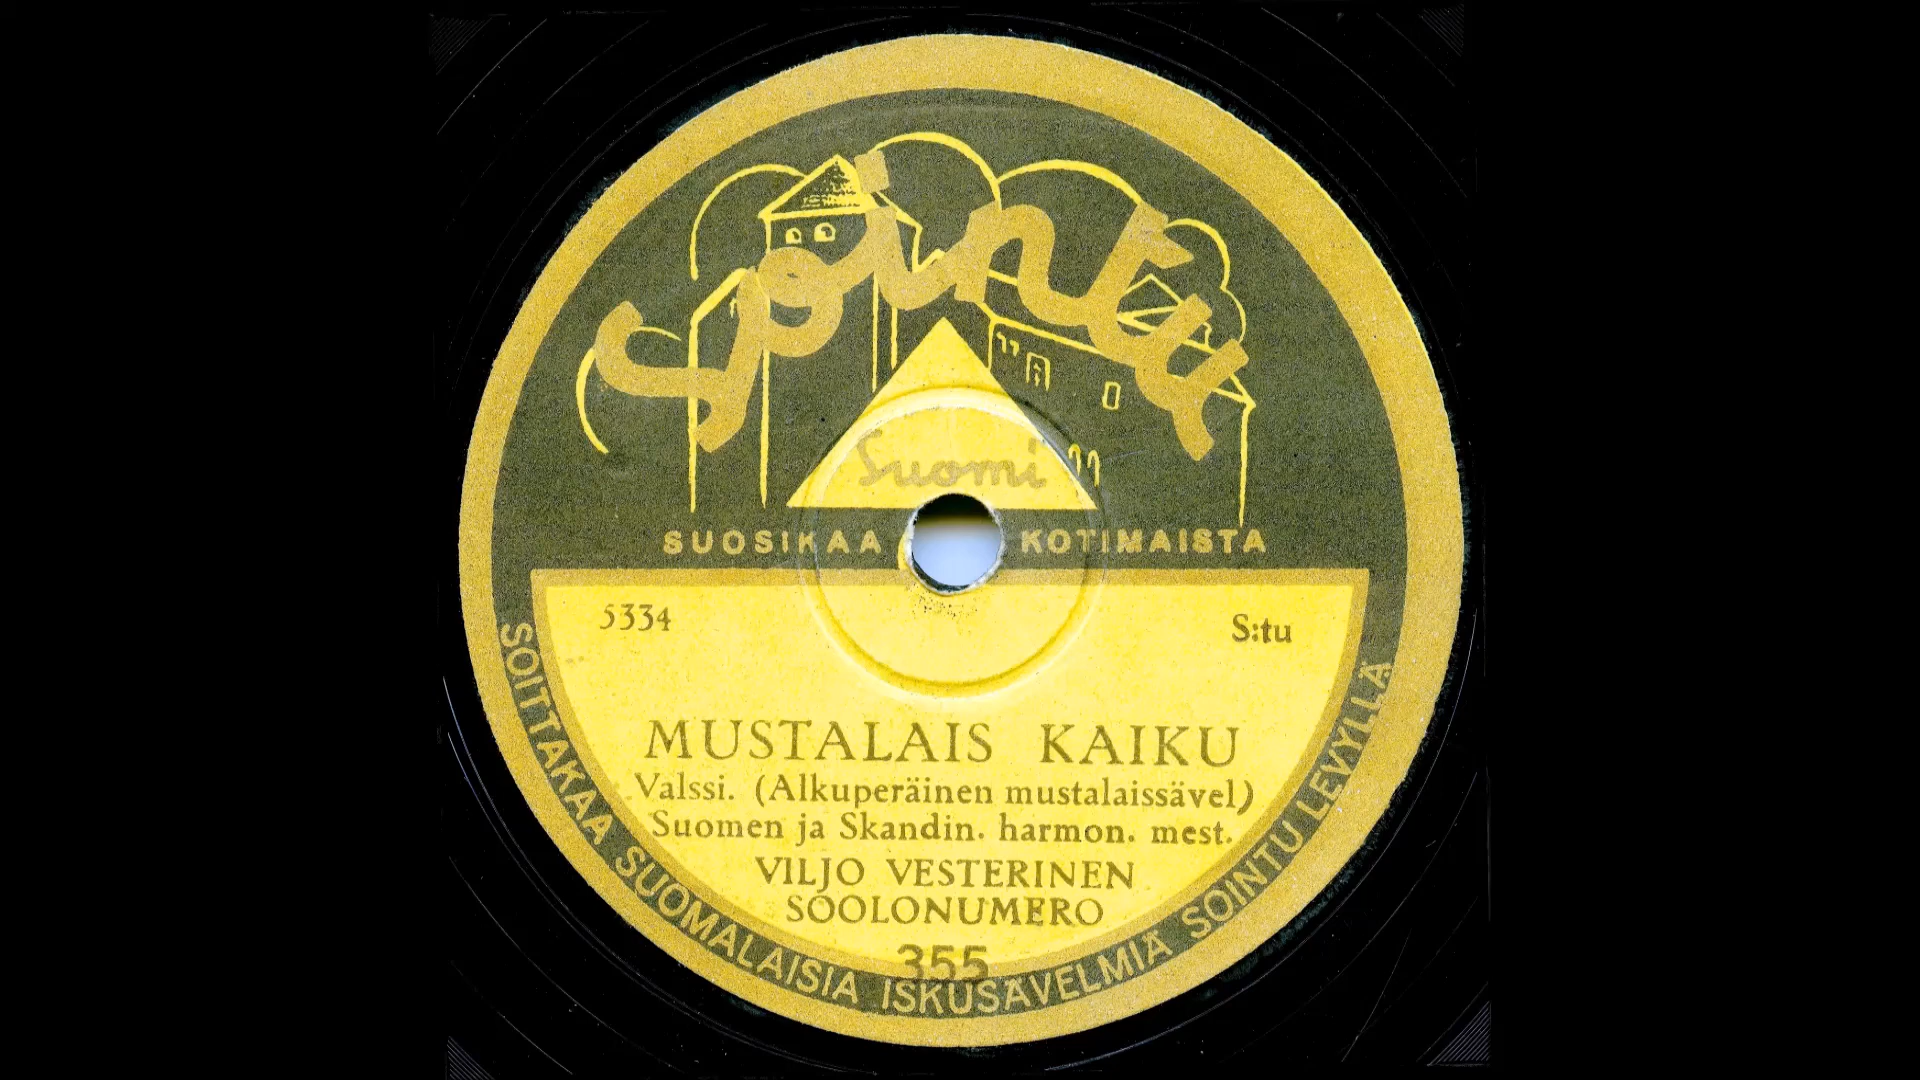 Sointu
Suomi
SUOSIKAA KOTIMAISTA
5334 S:tu
MUSTALAIS KAIKU
Valssi. (Alkuperäinen mustalaissävel)
Suomen ja Skandin. harmon. mest.
VILJO VESTERINEN
SOOLONUMERO
355
SOITTAKAA SUOMALAISIA ISKUSÄVELMIÄ SOINTU LEVYLLÄ